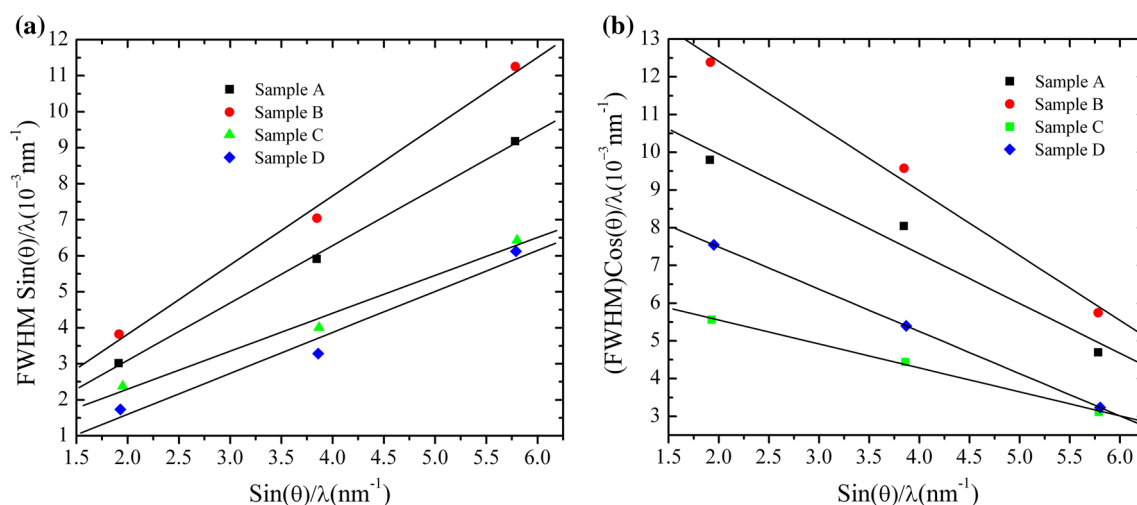 (a)
12
11
10
9
8
7
6
5
4
3
2
1
FWHM Sin(θ)/λ(10⁻³nm⁻¹)
Sample A
Sample B
Sample C
Sample D
1.5 2.0 2.5 3.0 3.5 4.0 4.5 5.0 5.5 6.0
Sin(θ)/λ(nm⁻¹)
(b)
13
12
11
10
9
8
7
6
5
4
3
(FWHM)Cos(θ)/λ(10⁻³nm⁻¹)
Sample A
Sample B
Sample C
Sample D
1.5 2.0 2.5 3.0 3.5 4.0 4.5 5.0 5.5 6.0
Sin(θ)/λ(nm⁻¹)